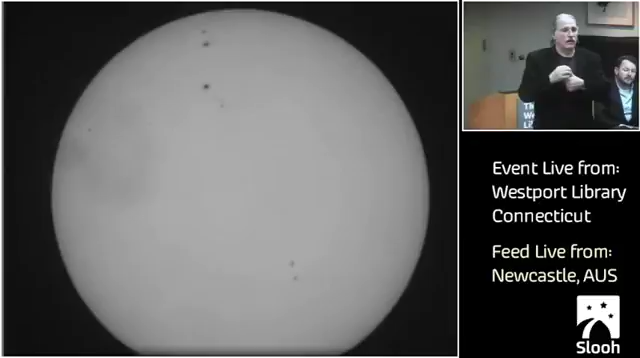 Event Live from:
Westport Library
Connecticut
Feed Live from:
Newcastle, AUS
Slooh